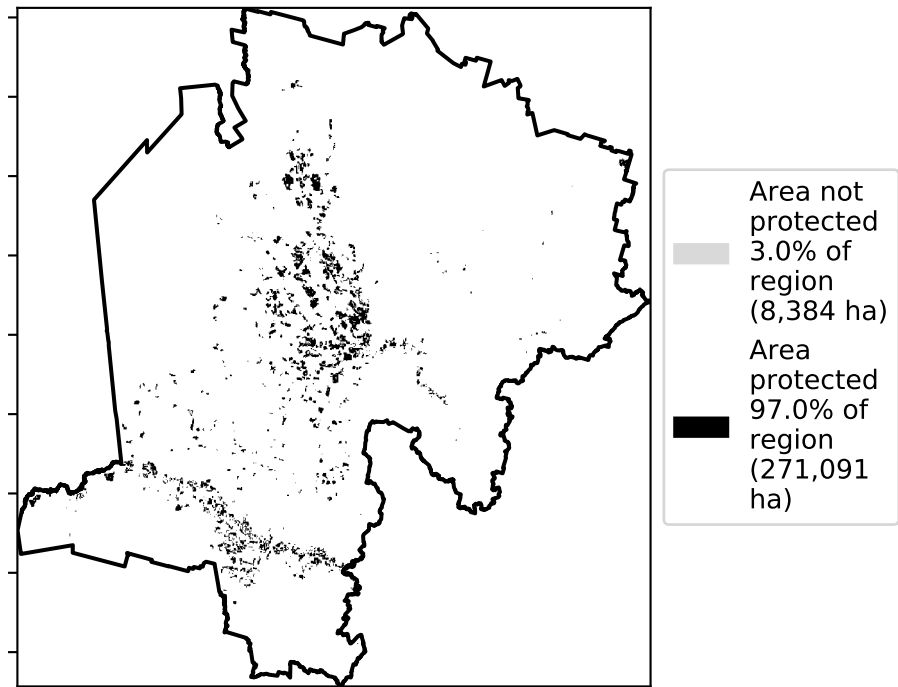 Area not
protected
3.0% of
region
(8,384 ha)
Area
protected
97.0% of
region
(271,091
ha)